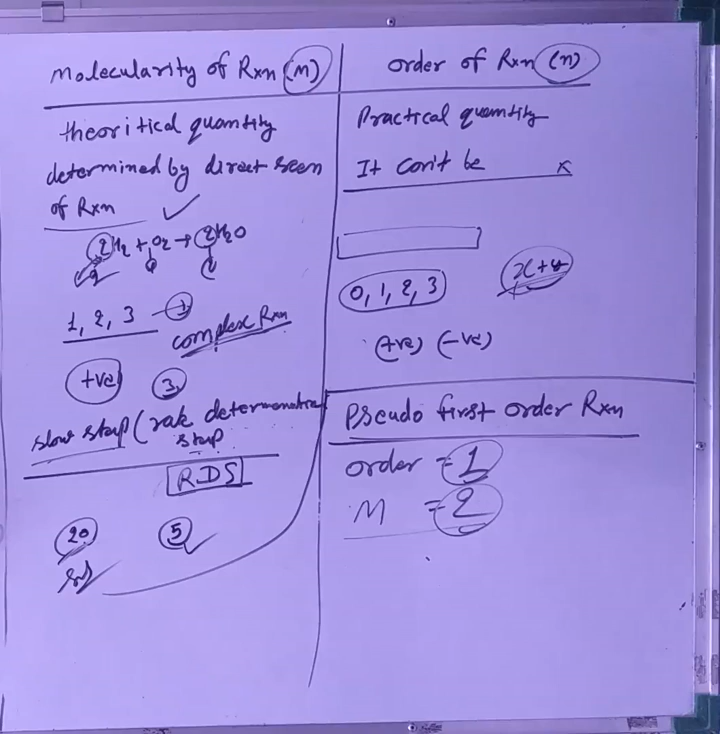 Molecularity of Rxn (M)
theoritical quantity
determined by direct seen
of Rxn ✓
2H2 + O2 → 2H2O
1, 2, 3
complex Rxn
+ve 3
slow step (rate
step
RDS
20 5
order of Rxn (n)
Practical quantity
It can't be x
0, 1, 2, 3
(+ve) (-ve)
Pseudo first order Rxn
order = 1
M = 2